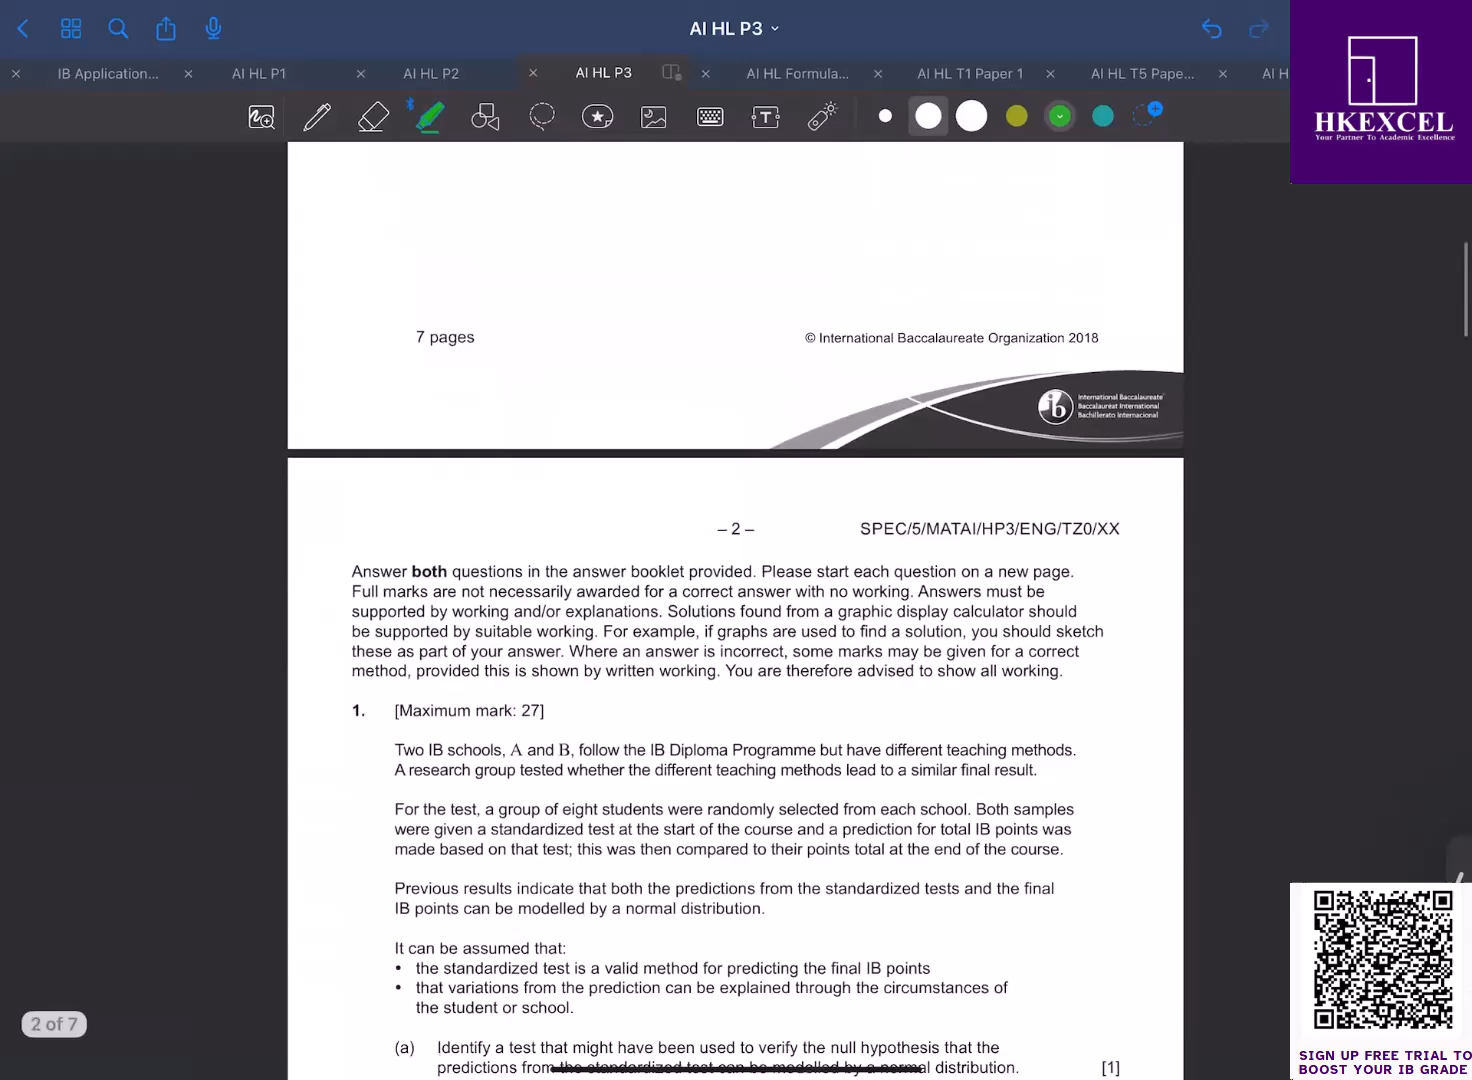 AI HL P3
IB Application...
AI HL P1
AI HL P2
AI HL P3
AI HL Formula...
AI HL T1 Paper 1
AI HL T5 Pape...
AI H
HKEXCEL
Your Partner To Academic Excellence
7 pages
© International Baccalaureate Organization 2018
International Baccalaureate®
Baccalauréat International
Bachillerato Internacional
– 2 –
SPEC/5/MATAI/HP3/ENG/TZ0/XX
Answer both questions in the answer booklet provided. Please start each question on a new page.
Full marks are not necessarily awarded for a correct answer with no working. Answers must be
supported by working and/or explanations. Solutions found from a graphic display calculator should
be supported by suitable working. For example, if graphs are used to find a solution, you should sketch
these as part of your answer. Where an answer is incorrect, some marks may be given for a correct
method, provided this is shown by written working. You are therefore advised to show all working.
1. [Maximum mark: 27]
Two IB schools, A and B, follow the IB Diploma Programme but have different teaching methods.
A research group tested whether the different teaching methods lead to a similar final result.
For the test, a group of eight students were randomly selected from each school. Both samples
were given a standardized test at the start of the course and a prediction for total IB points was
made based on that test; this was then compared to their points total at the end of the course.
Previous results indicate that both the predictions from the standardized tests and the final
IB points can be modelled by a normal distribution.
It can be assumed that:
• the standardized test is a valid method for predicting the final IB points
• that variations from the prediction can be explained through the circumstances of
the student or school.
(a) Identify a test that might have been used to verify the null hypothesis that the
predictions from the standardized test can be modelled by a normal distribution. [1]
2 of 7
SIGN UP FREE TRIAL TO
BOOST YOUR IB GRADE